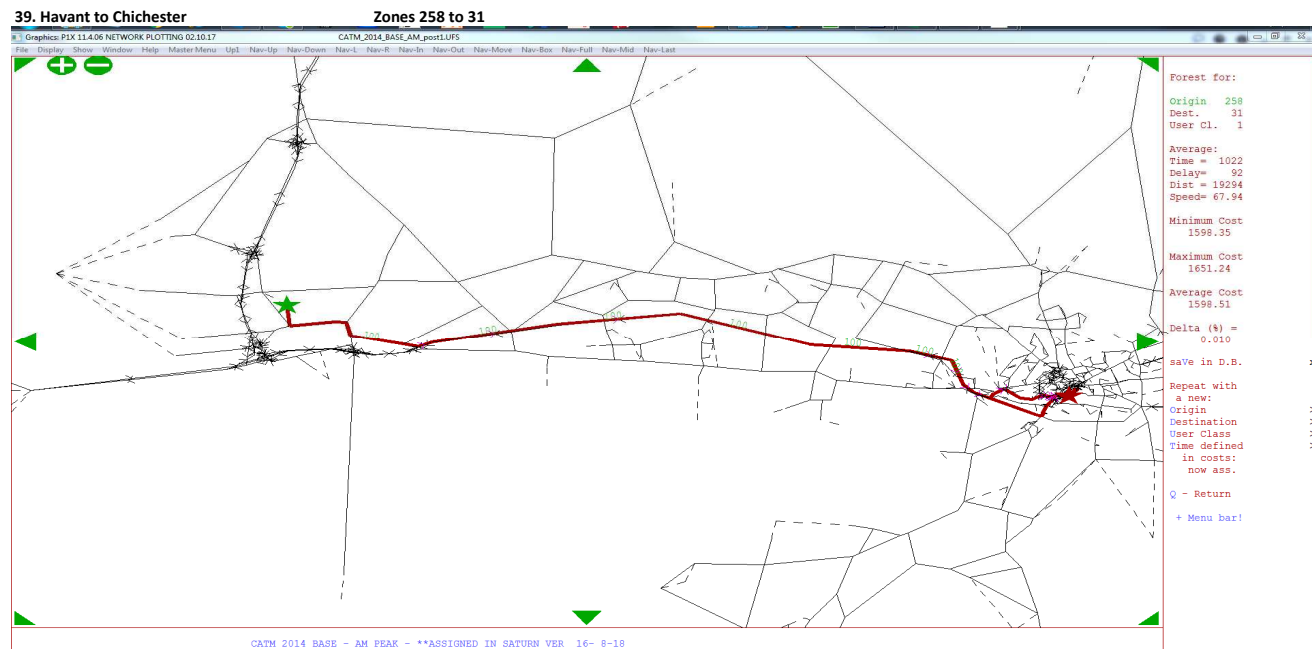 39. Havant to Chichester Zones 258 to 31
Graphics: P1X 11.4.06 NETWORK PLOTTING 02.10.17 CATM_2014_BASE_AM_post1.UFS
File Display Show Window Help Master Menu Up1 Nav-Up Nav-Down Nav-L Nav-R Nav-In Nav-Out Nav-Move Nav-Box Nav-Full Nav-Mid Nav-Last
Forest for:
Origin 258
Dest. 31
User Cl. 1
Average:
Time = 1022
Delay= 92
Dist = 19294
Speed= 67.94
Minimum Cost
1598.35
Maximum Cost
1651.24
Average Cost
1598.51
Delta (%) =
0.010
saVe in D.B.
Repeat with
a new:
Origin
Destination
User Class
Time defined
in costs:
now ass.
Q - Return
+ Menu bar!
100
100
100
100
CATM 2014 BASE - AM PEAK - **ASSIGNED IN SATURN VER 16- 8-18